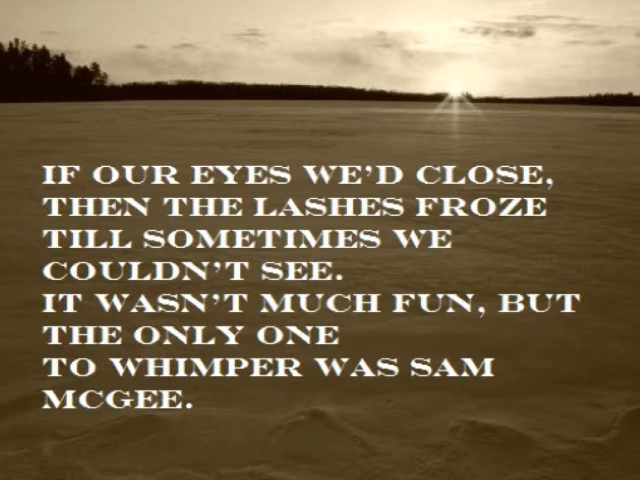 IF OUR EYES WE'D CLOSE,
THEN THE LASHES FROZE
TILL SOMETIMES WE
COULDN'T SEE.
IT WASN'T MUCH FUN, BUT
THE ONLY ONE
TO WHIMPER WAS SAM
MCGEE.